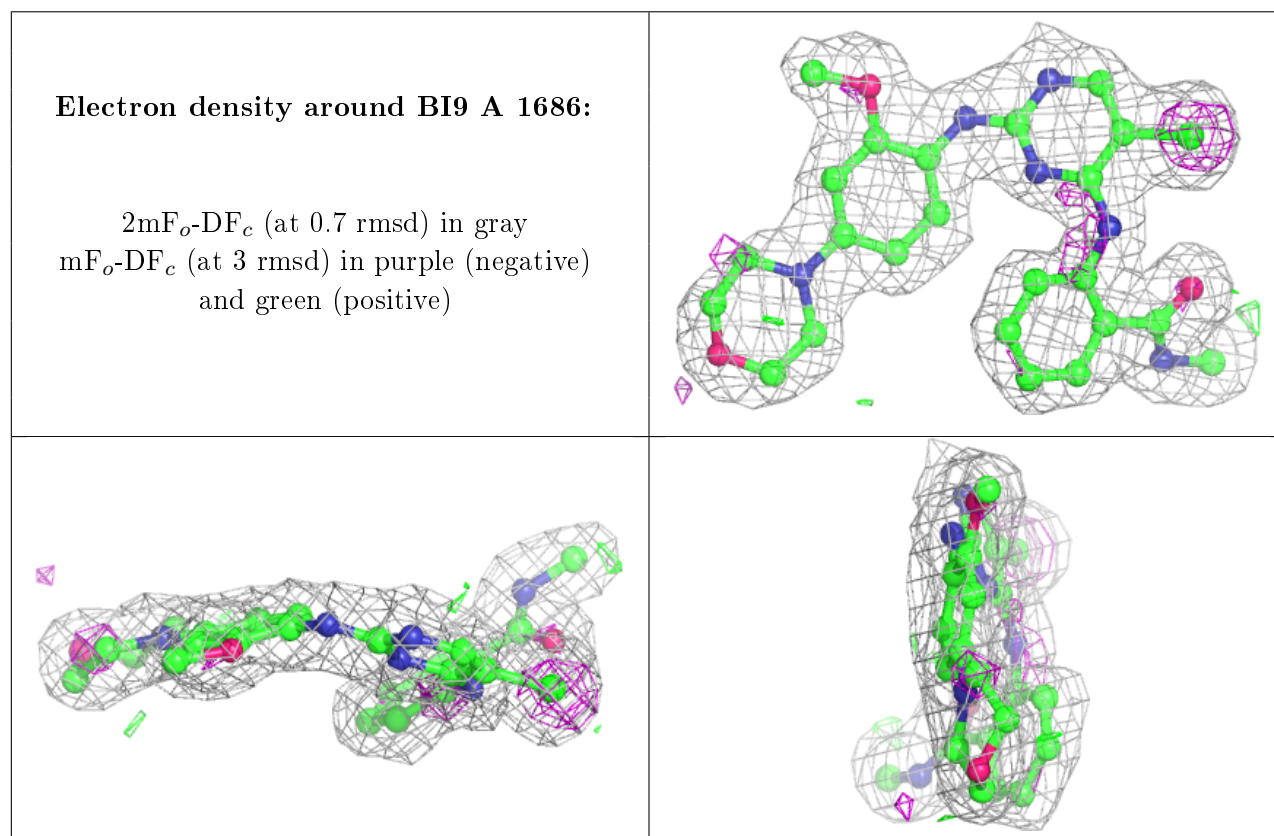 Electron density around BI9 A 1686:
2mFo-DFc (at 0.7 rmsd) in gray
mFo-DFc (at 3 rmsd) in purple (negative)
and green (positive)